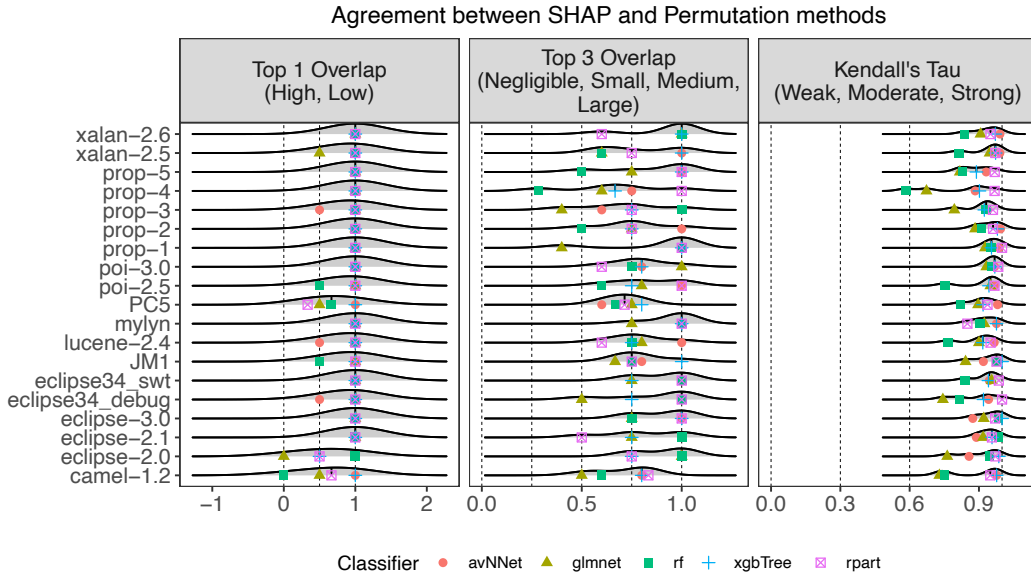 Agreement between SHAP and Permutation methods
Top 1 Overlap
(High, Low)
Top 3 Overlap
(Negligible, Small, Medium,
Large)
Kendall's Tau
(Weak, Moderate, Strong)
xalan-2.6
xalan-2.5
prop-5
prop-4
prop-3
prop-2
prop-1
poi-3.0
poi-2.5
PC5
mylyn
lucene-2.4
JM1
eclipse34_swt
eclipse34_debug
eclipse-3.0
eclipse-2.1
eclipse-2.0
camel-1.2
−1 0 1 2
0.0 0.5 1.0
0.0 0.3 0.6 0.9
Classifier avNNet glmnet rf xgbTree rpart